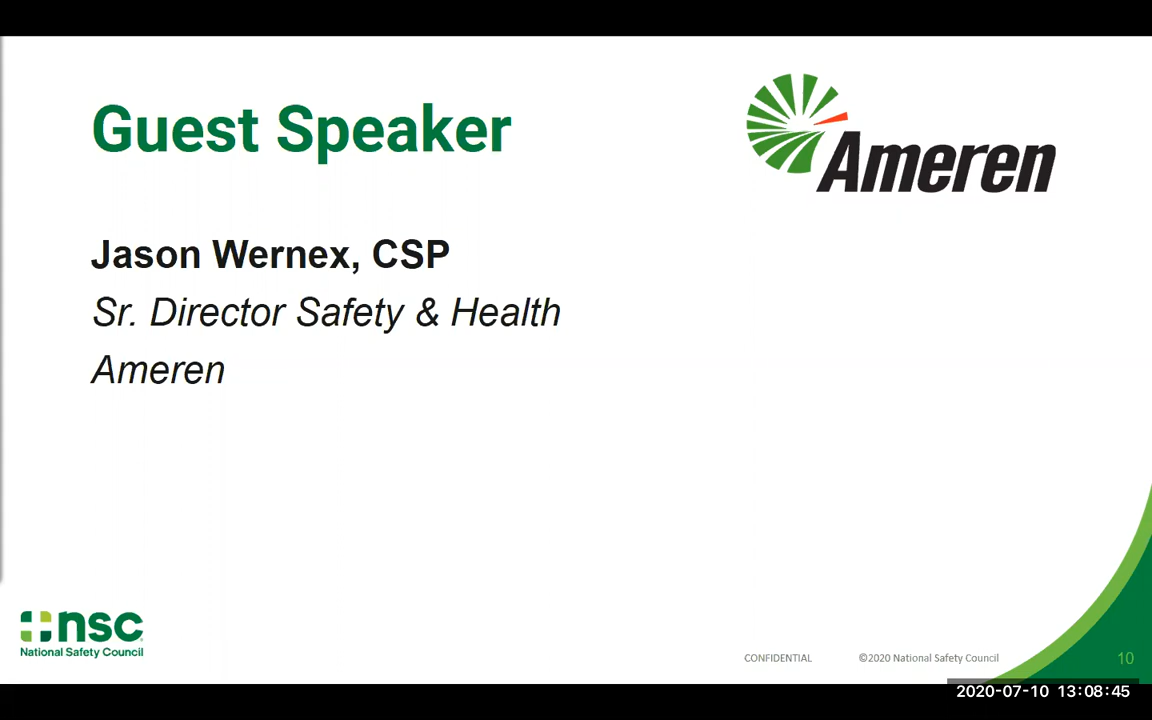 Guest Speaker
Ameren
Jason Wernex, CSP
Sr. Director Safety & Health
Ameren
nsc
National Safety Council
CONFIDENTIAL
©2020 National Safety Council
10
2020-07-10 13:08:45